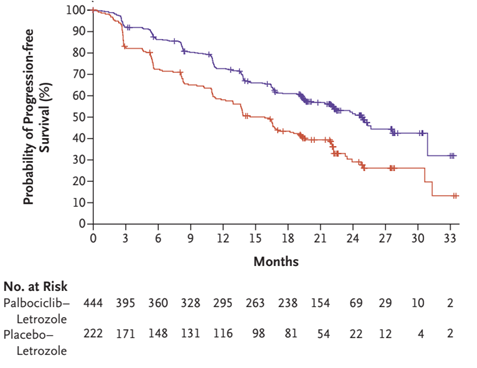 Probability of Progression-free
Survival (%)
100
90
80
70
60
50
40
30
20
10
0
0 3 6 9 12 15 18 21 24 27 30 33
Months
No. at Risk
Palbociclib–
Letrozole
444 395 360 328 295 263 238 154 69 29 10 2
Placebo–
Letrozole
222 171 148 131 116 98 81 54 22 12 4 2